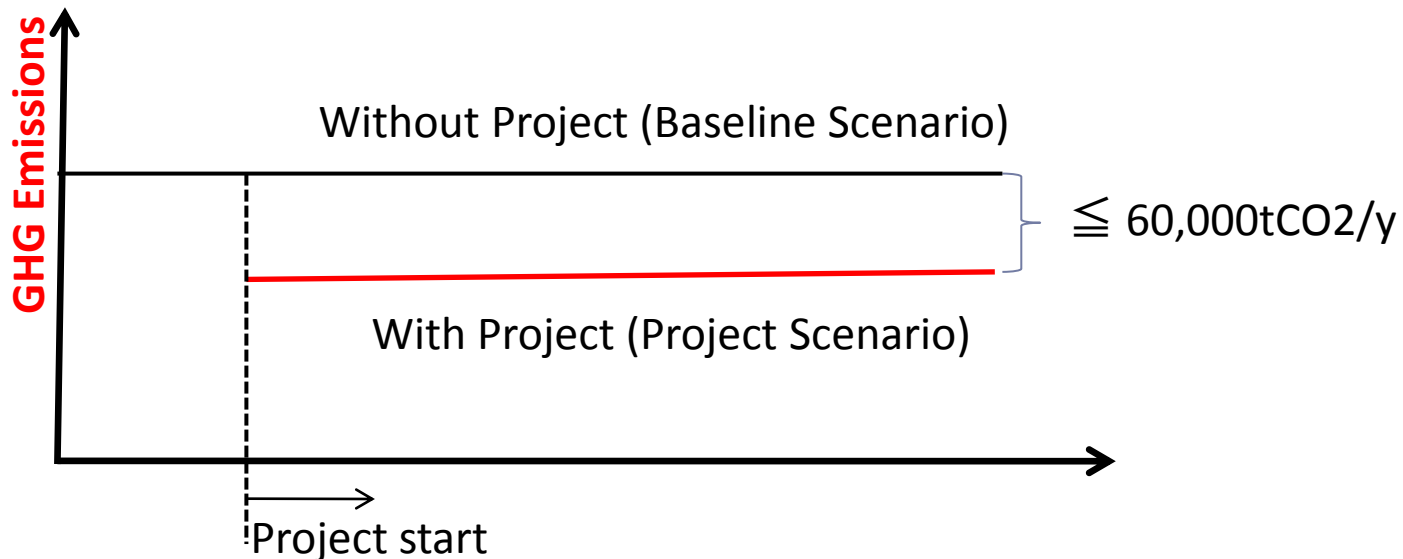 GHG Emissions
Without Project (Baseline Scenario)
≦ 60,000tCO2/y
With Project (Project Scenario)
Project start